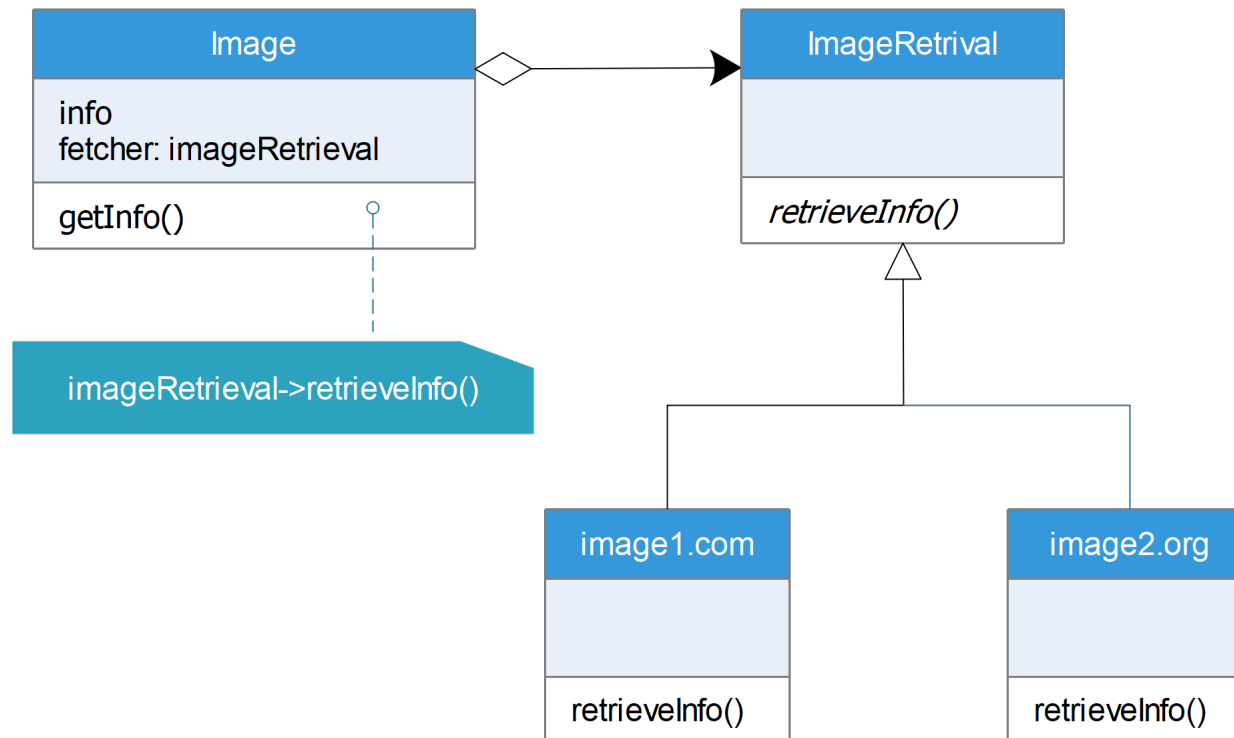 Image
info
fetcher: imageRetrieval
getInfo()
imageRetrieval->retrieveInfo()
ImageRetrival
retrieveInfo()
image1.com
retrieveInfo()
image2.org
retrieveInfo()